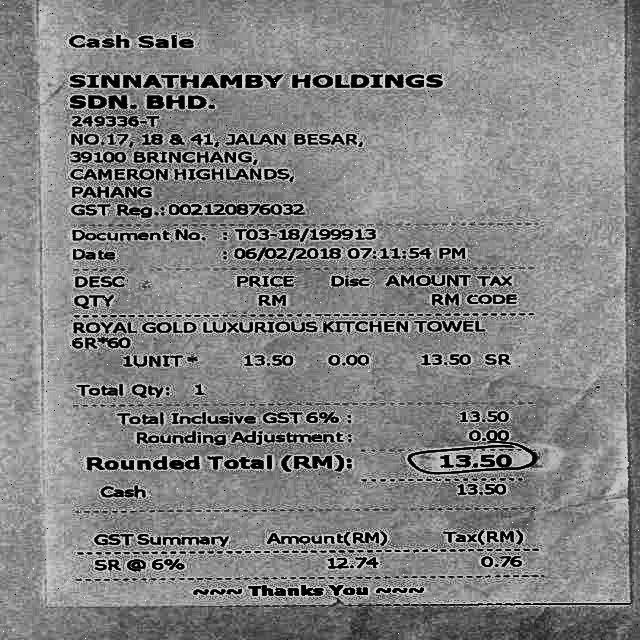 Cash Sale
SINNATHAMBY HOLDINGS
SDN. BHD.
249336-T
NO.17, 18 & 41, JALAN BESAR,
39100 BRINCHANG,
CAMERON HIGHLANDS,
PAHANG
GST Reg.:002120876032
Document No. : T03-18/199913
Date : 06/02/2018 07:11:54 PM
DESC PRICE Disc AMOUNT TAX
QTY RM RM CODE
ROYAL GOLD LUXURIOUS KITCHEN TOWEL
6R*60
1UNIT * 13.50 0.00 13.50 SR
Total Qty: 1
Total Inclusive GST 6% : 13.50
Rounding Adjustment : 0.00
Rounded Total (RM): 13.50
Cash 13.50
GST Summary Amount(RM) Tax(RM)
SR @ 6% 12.74 0.76
~~~ Thanks You ~~~